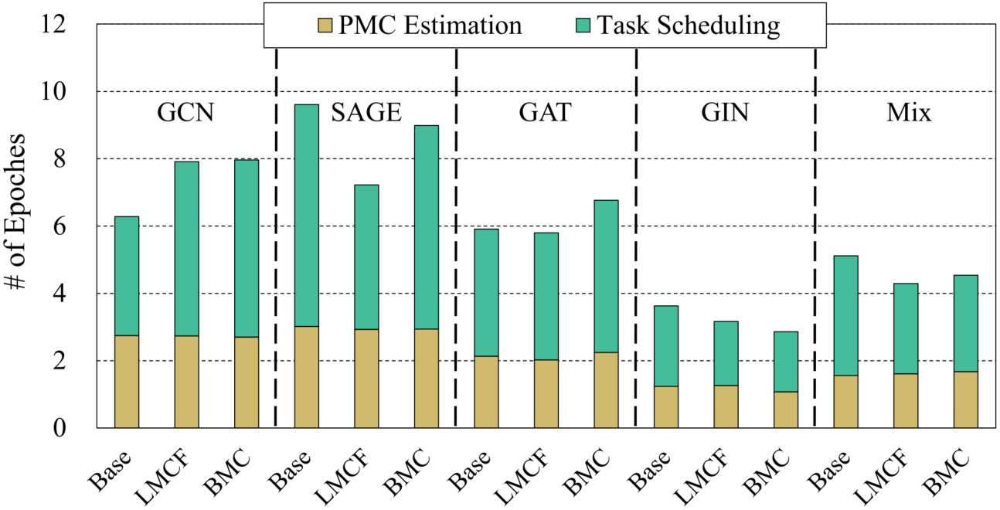 PMC Estimation Task Scheduling
12
10
8
6
4
2
0
# of Epoches
GCN SAGE GAT GIN Mix
Base LMCF BMC Base LMCF BMC Base LMCF BMC Base LMCF BMC Base LMCF BMC